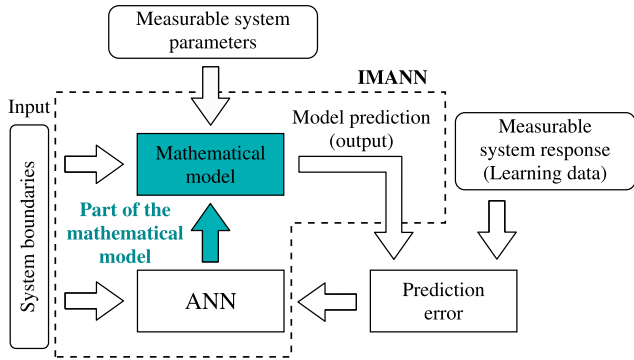 Measurable system
parameters
IMANN
Input
Model prediction
(output)
Mathematical
model
Measurable
system response
(Learning data)
Part of the
mathematical
model
System boundaries
ANN
Prediction
error